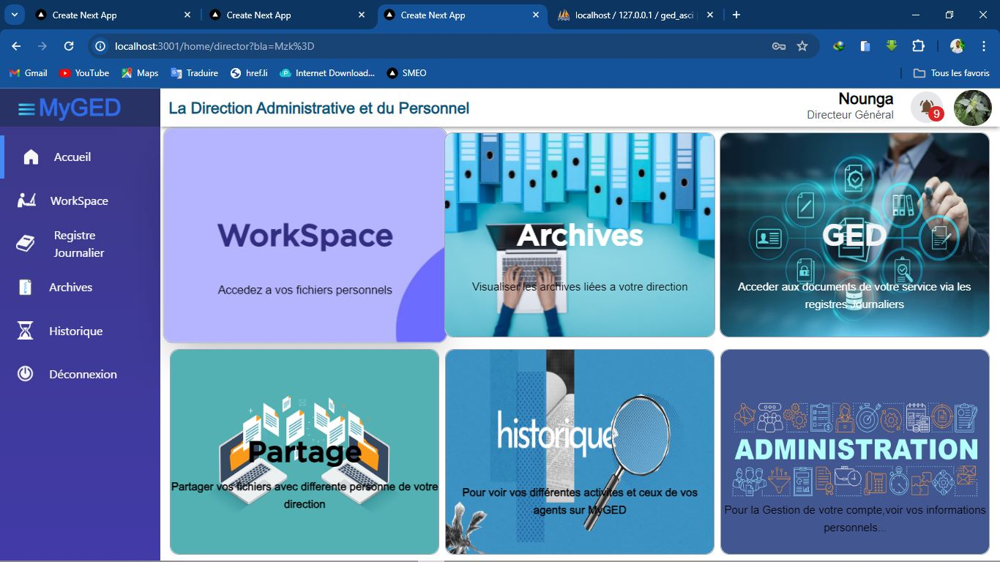 Create Next App
Create Next App
Create Next App
localhost / 127.0.0.1 / ged_asci
localhost:3001/home/director?bla=Mzk%3D
Gmail
YouTube
Maps
Traduire
href.li
Internet Download...
SMEO
Tous les favoris
MyGED
La Direction Administrative et du Personnel
Nounga
Directeur Général
9
Accueil
WorkSpace
Registre
Journalier
Archives
Historique
Déconnexion
WorkSpace
Accedez a vos fichiers personnels
Archives
Visualiser les archives liées a votre direction
GED
Acceder aux documents de votre service via les
registres Journaliers
Partage
Partager vos fichiers avec differente personne de votre
direction
historique
Pour voir vos différentes activites et ceux de vos
agents sur MyGED
ADMINISTRATION
Pour la Gestion de votre compte,voir vos informations
personnels...